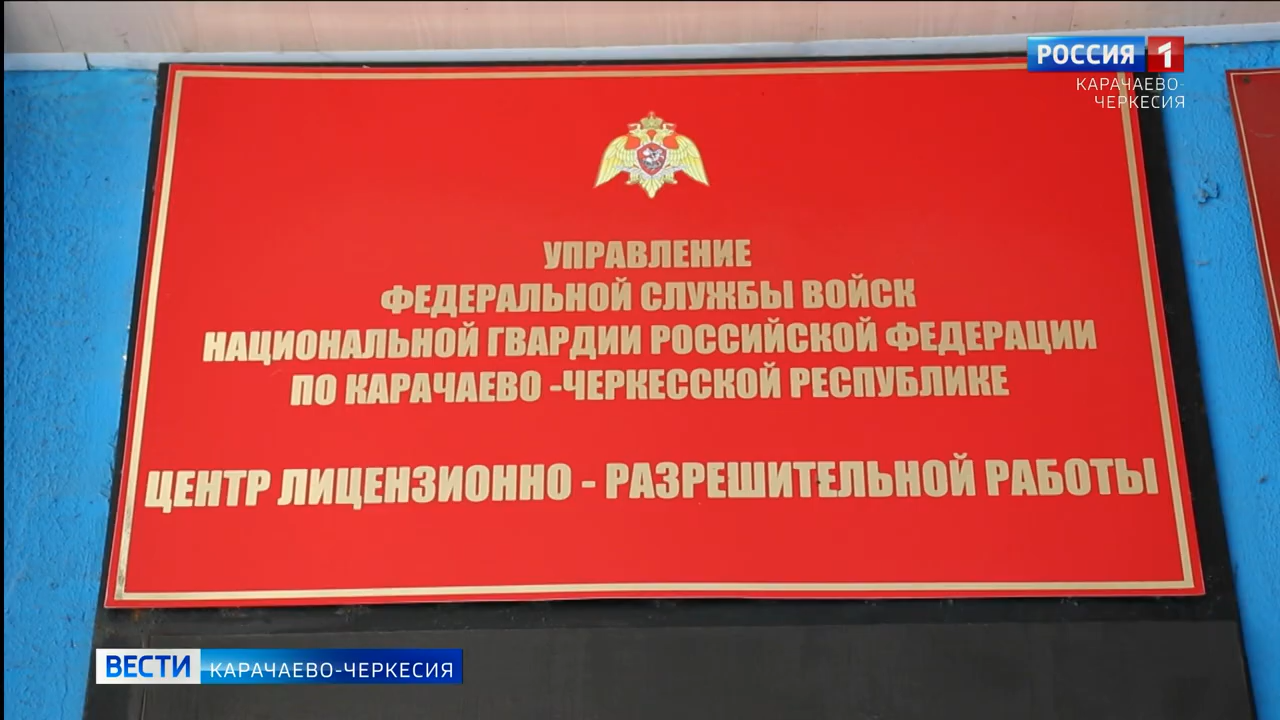 РОССИЯ 1
КАРАЧАЕВО-
ЧЕРКЕСИЯ
УПРАВЛЕНИЕ
ФЕДЕРАЛЬНОЙ СЛУЖБЫ ВОЙСК
НАЦИОНАЛЬНОЙ ГВАРДИИ РОССИЙСКОЙ ФЕДЕРАЦИИ
ПО КАРАЧАЕВО -ЧЕРКЕССКОЙ РЕСПУБЛИКЕ
ЦЕНТР ЛИЦЕНЗИОННО - РАЗРЕШИТЕЛЬНОЙ РАБОТЫ
ВЕСТИ КАРАЧАЕВО-ЧЕРКЕСИЯ